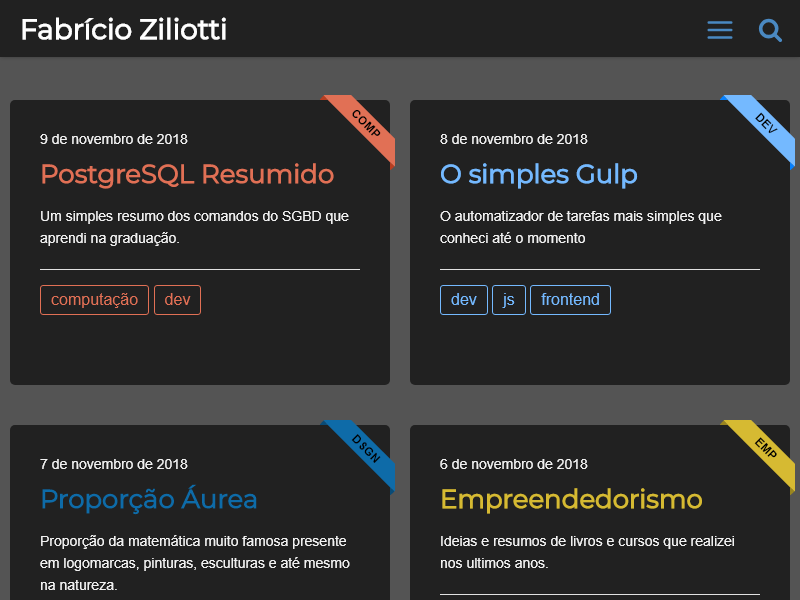 Fabrício Ziliotti
COMP
9 de novembro de 2018
PostgreSQL Resumido
Um simples resumo dos comandos do SGBD que
aprendi na graduação.
computação dev
DEV
8 de novembro de 2018
O simples Gulp
O automatizador de tarefas mais simples que
conheci até o momento
dev js frontend
DSGN
7 de novembro de 2018
Proporção Áurea
Proporção da matemática muito famosa presente
em logomarcas, pinturas, esculturas e até mesmo
na natureza.
EMP
6 de novembro de 2018
Empreendedorismo
Ideias e resumos de livros e cursos que realizei
nos ultimos anos.